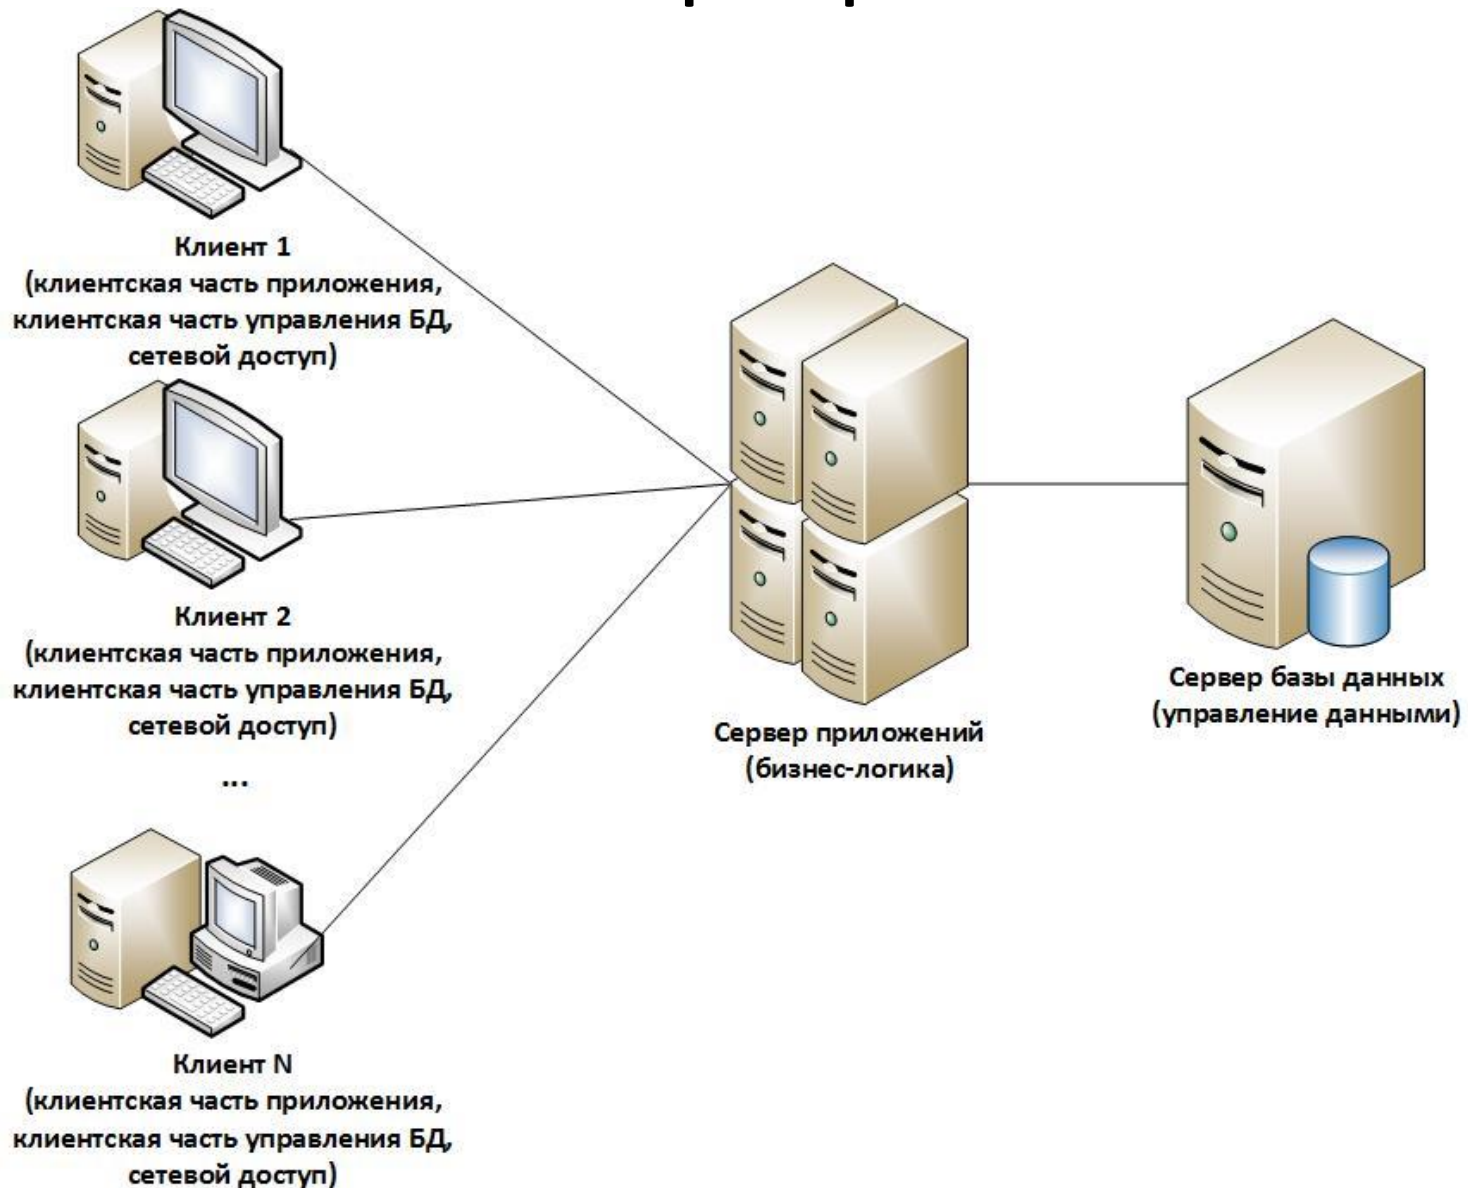 Клиент 1
(клиентская часть приложения,
клиентская часть управления БД,
сетевой доступ)
Клиент 2
(клиентская часть приложения,
клиентская часть управления БД,
сетевой доступ)
...
Клиент N
(клиентская часть приложения,
клиентская часть управления БД,
сетевой доступ)
Сервер приложений
(бизнес-логика)
Сервер базы данных
(управление данными)